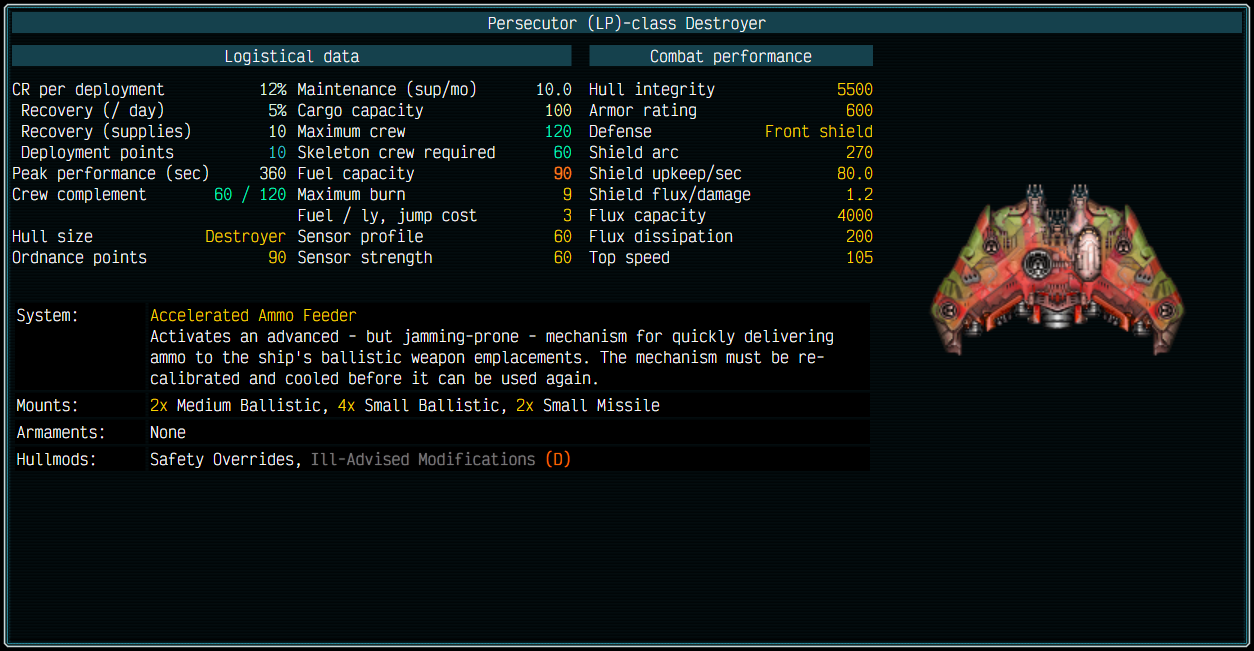 Persecutor (LP)-class Destroyer
Logistical data
CR per deployment 12% Maintenance (sup/mo) 10.0
Recovery (/ day) 5% Cargo capacity 100
Recovery (supplies) 10 Maximum crew 120
Deployment points 10 Skeleton crew required 60
Peak performance (sec) 360 Fuel capacity 90
Crew complement 60 / 120 Maximum burn 9
Fuel / ly, jump cost 3
Hull size Destroyer Sensor profile 60
Ordnance points 90 Sensor strength 60
Combat performance
Hull integrity 5500
Armor rating 600
Defense Front shield
Shield arc 270
Shield upkeep/sec 80.0
Shield flux/damage 1.2
Flux capacity 4000
Flux dissipation 200
Top speed 105
System: Accelerated Ammo Feeder
Activates an advanced - but jamming-prone - mechanism for quickly delivering
ammo to the ship's ballistic weapon emplacements. The mechanism must be re-
calibrated and cooled before it can be used again.
Mounts: 2x Medium Ballistic, 4x Small Ballistic, 2x Small Missile
Armaments: None
Hullmods: Safety Overrides, Ill-Advised Modifications (D)